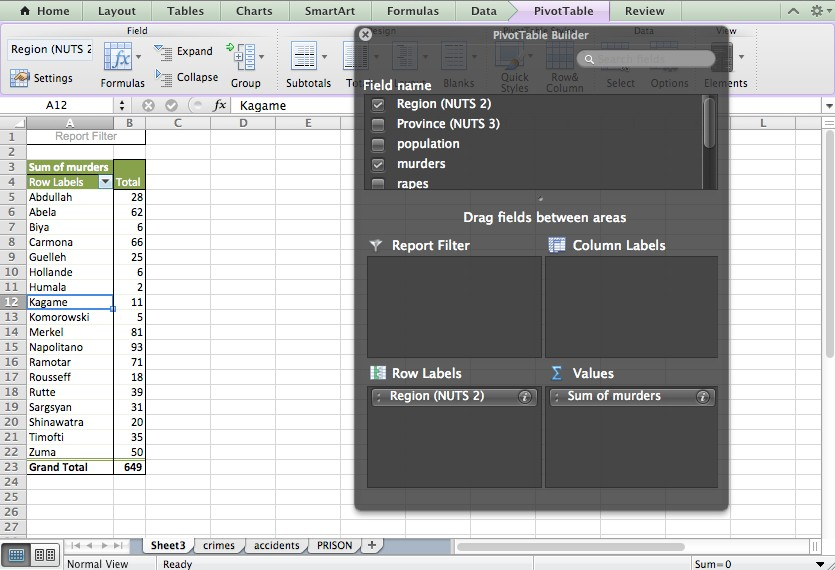 Home Layout Tables Charts SmartArt Formulas Data PivotTable Review
Field Design Data View
Region (NUTS 2
Settings
Formulas
Expand
Collapse
Group
Subtotals
Blanks
Quick Styles
Row& Column
Select
Options
Elements
A12 fx Kagame
A B C D E L
1 Report Filter
2
3 Sum of murders
4 Row Labels Total
5 Abdullah 28
6 Abela 62
7 Biya 6
8 Carmona 66
9 Guelleh 25
10 Hollande 6
11 Humala 2
12 Kagame 11
13 Komorowski 5
14 Merkel 81
15 Napolitano 93
16 Ramotar 71
17 Rousseff 18
18 Rutte 39
19 Sargsyan 31
20 Shinawatra 20
21 Timofti 35
22 Zuma 50
23 Grand Total 649
24
25
26
27
PivotTable Builder
Search fields
Field name
Region (NUTS 2)
Province (NUTS 3)
population
murders
rapes
Drag fields between areas
Report Filter Column Labels
Row Labels Values
Region (NUTS 2) Sum of murders
Sheet3 crimes accidents PRISON +
Normal View Ready Sum=0